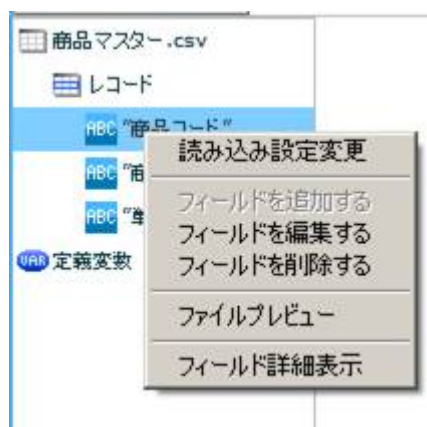 商品マスター.csv
レコード
ABC "商品コード"
読み込み設定変更
ABC "商
フィールドを追加する
フィールドを編集する
ABC "単
フィールドを削除する
VAR 定義変数
ファイルプレビュー
フィールド詳細表示